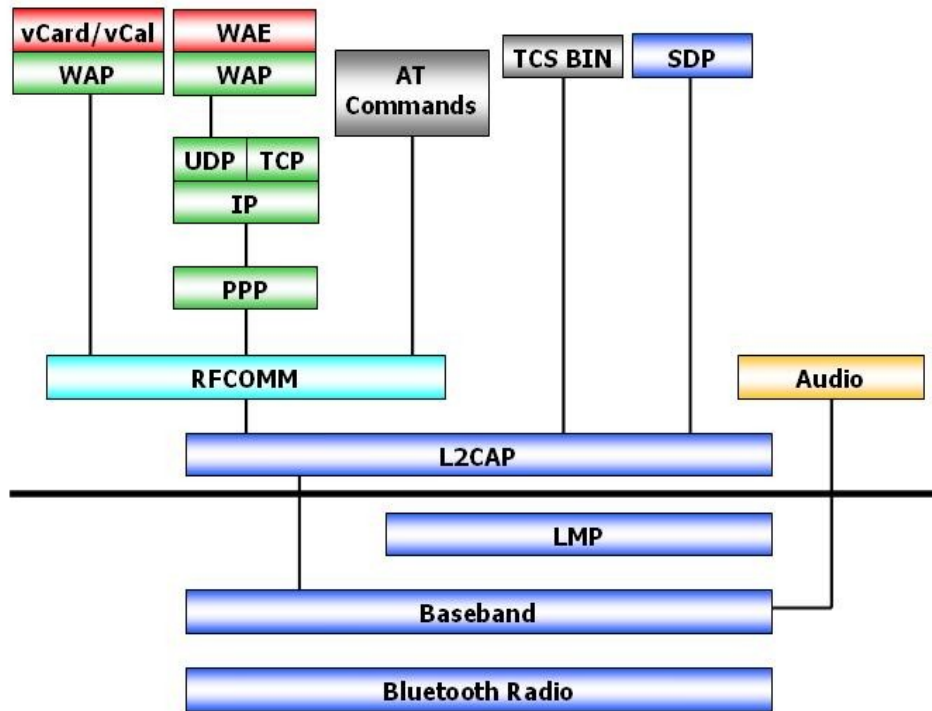 vCard/vCal
WAE
WAP
WAP
AT
Commands
TCS BIN
SDP
UDP
TCP
IP
PPP
RFCOMM
Audio
L2CAP
LMP
Baseband
Bluetooth Radio